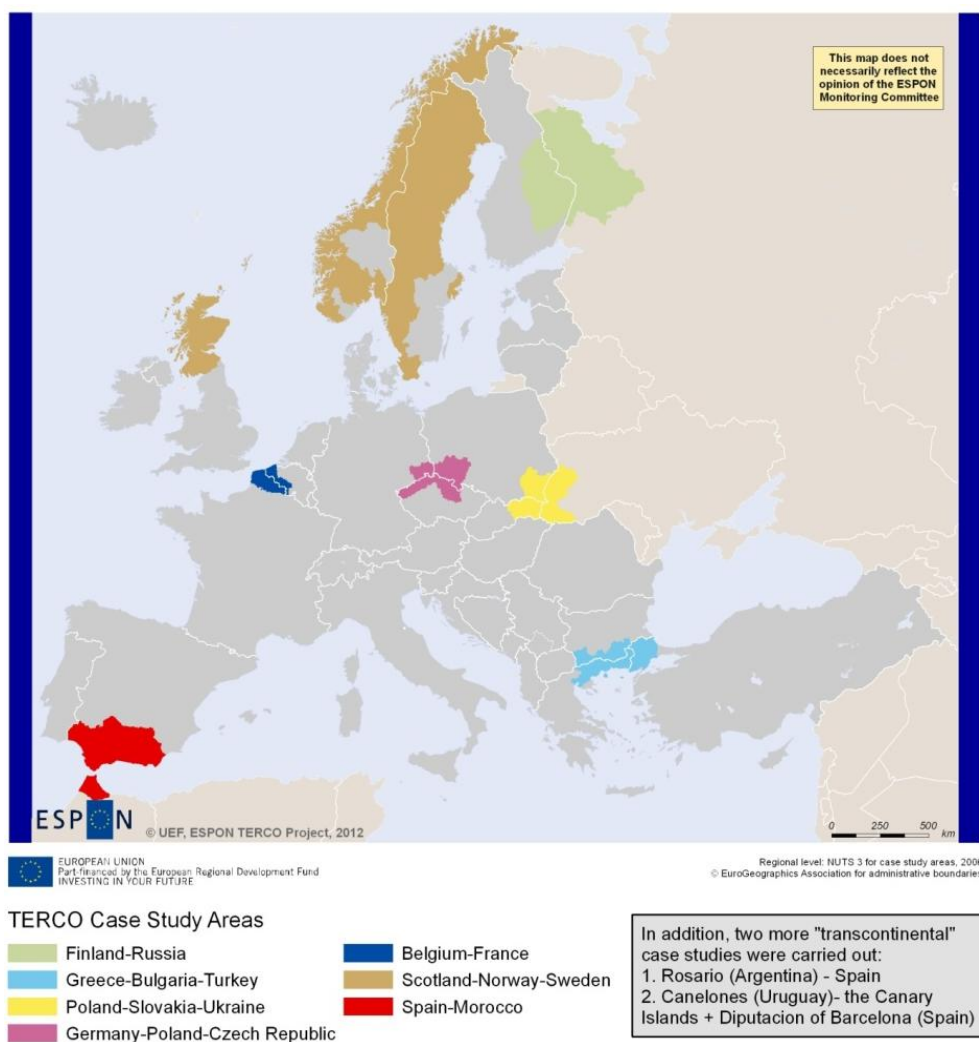 This map does not
necessarily reflect the
opinion of the ESPON
Monitoring Committee
ESPON
© UEF, ESPON TERCO Project, 2012
0 250 500
km
EUROPEAN UNION
Part-financed by the European Regional Development Fund
INVESTING IN YOUR FUTURE
Regional level: NUTS 3 for case study areas, 2006
© EuroGeographics Association for administrative boundaries
TERCO Case Study Areas
Finland-Russia
Greece-Bulgaria-Turkey
Poland-Slovakia-Ukraine
Germany-Poland-Czech Republic
Belgium-France
Scotland-Norway-Sweden
Spain-Morocco
In addition, two more "transcontinental"
case studies were carried out:
1. Rosario (Argentina) - Spain
2. Canelones (Uruguay)- the Canary
Islands + Diputacion of Barcelona (Spain)